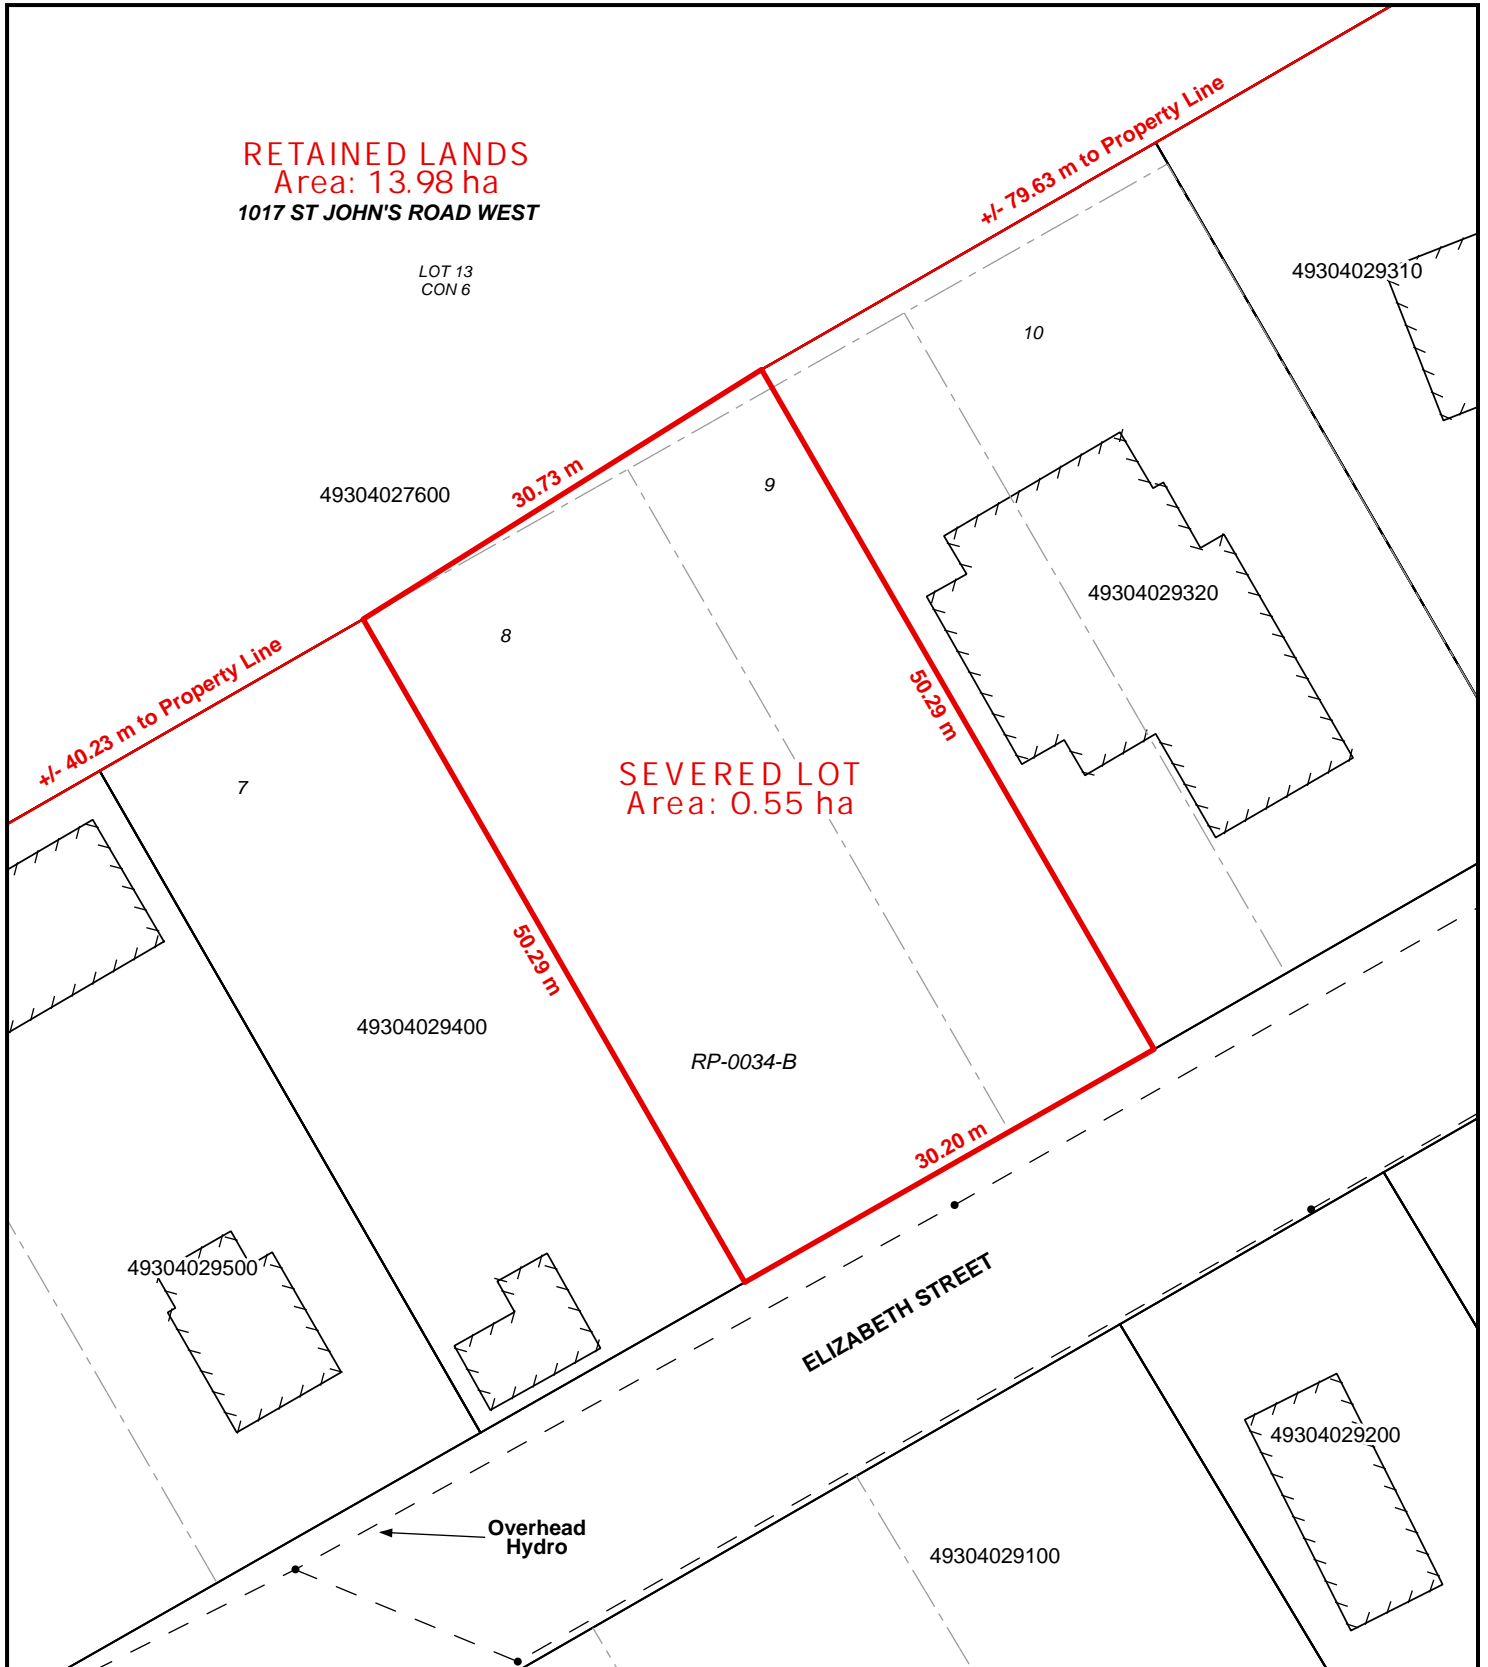 +/- 79.63 m to Property Line
RETAINED LANDS
Area: 13.98 ha
1017 ST JOHN'S ROAD WEST
LOT 13
CON 6
49304029310
10
30.73 m
9
49304027600
49304029320
8
+/- 40.23 m to Property Line
50.29 m
7
SEVERED LOT
Area: 0.55 ha
50.29 m
49304029400
RP-0034-B
30.20 m
49304029500
ELIZABETH STREET
49304029200
Overhead
Hydro
49304029100